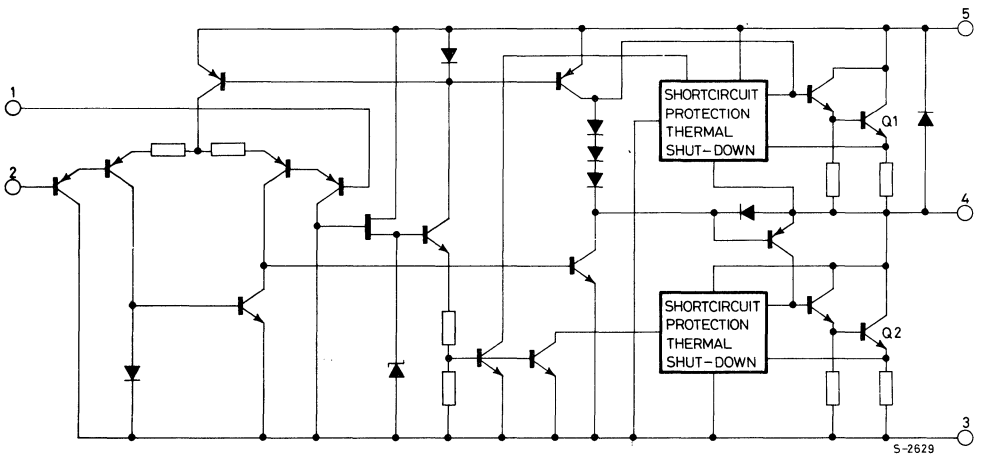 5
1
SHORTCIRCUIT
PROTECTION
THERMAL
SHUT-DOWN
Q1
2
4
SHORTCIRCUIT
PROTECTION
THERMAL
SHUT-DOWN
Q2
3
S-2629